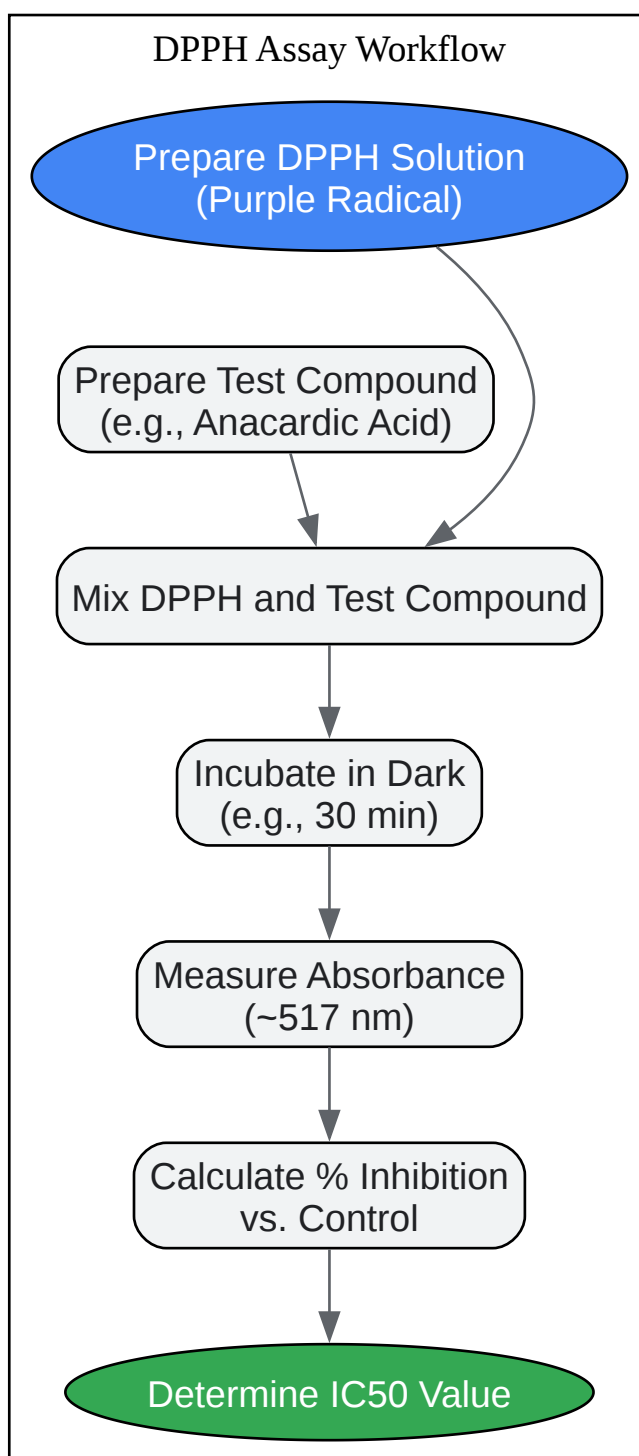 DPPH Assay Workflow
Prepare DPPH Solution
(Purple Radical)
Prepare Test Compound
(e.g., Anacardic Acid)
Mix DPPH and Test Compound
Incubate in Dark
(e.g., 30 min)
Measure Absorbance
(~517 nm)
Calculate % Inhibition
vs. Control
Determine IC50 Value